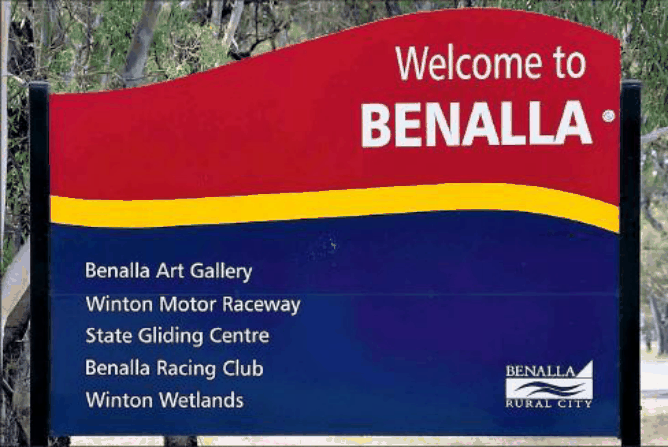 Welcome to
BENALLA
Benalla Art Gallery
Winton Motor Raceway
State Gliding Centre
Benalla Racing Club
Winton Wetlands
BENALLA
RURAL CITY